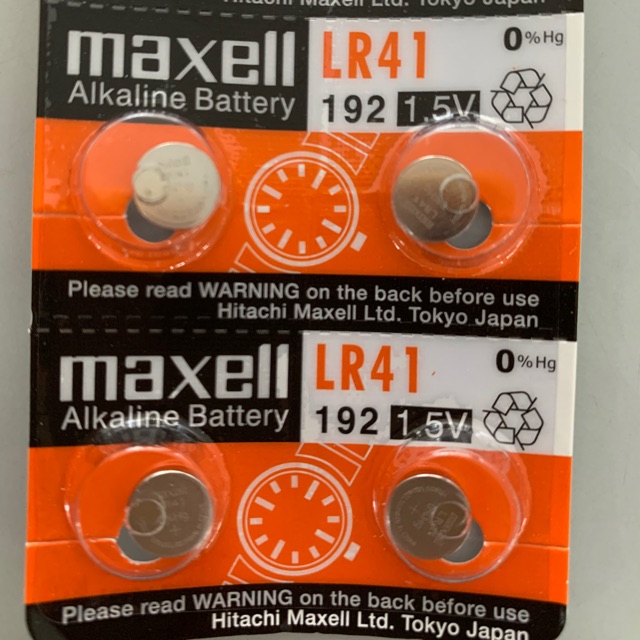 Hitachi Maxell Ltd. Tokyo Japan
maxell
Alkaline Battery
LR41
0%Hg
192 1.5V
Please read WARNING on the back before use
Hitachi Maxell Ltd. Tokyo Japan
maxell
Alkaline Battery
LR41
0%Hg
192 1.5V
Please read WARNING on the back before use
Hitachi Maxell Ltd. Tokyo Japan